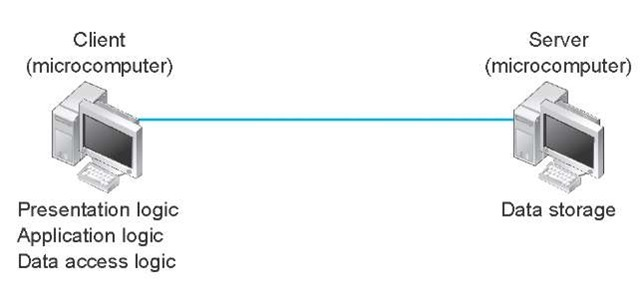 Client
(microcomputer)
Server
(microcomputer)
Presentation logic
Application logic
Data access logic
Data storage